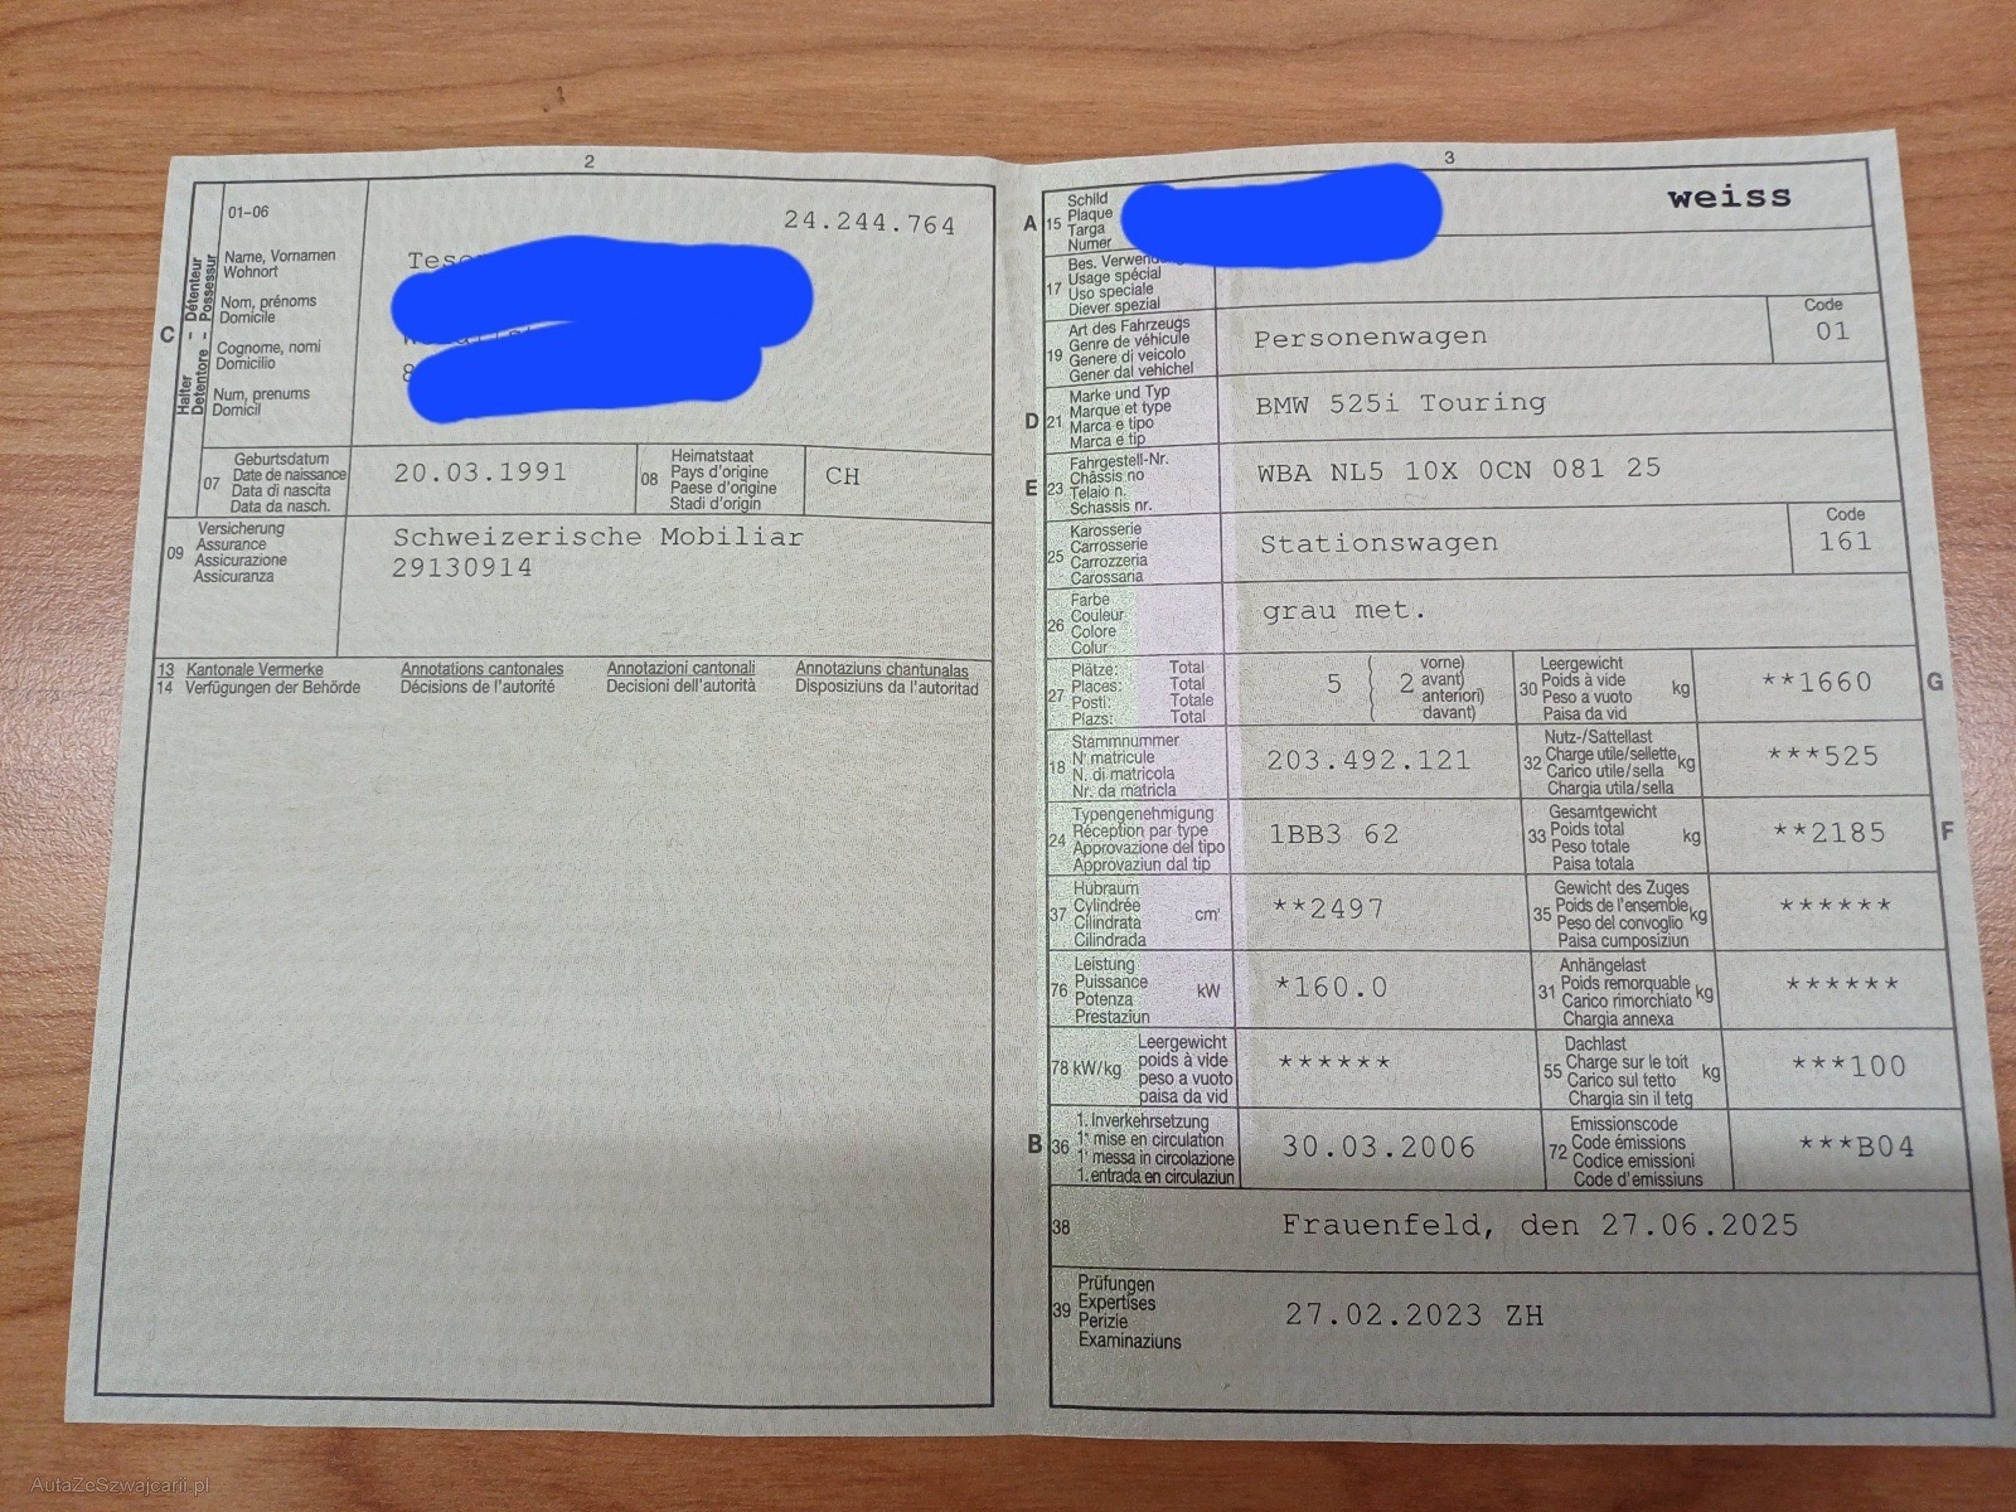 2
01-06
24.244.764
C
Halter - Détenteur
Detentore - Possessur
Name, Vornamen
Wohnort
Nom, prénoms
Domicile
Cognome, nomi
Domicilio
Num, prenums
Domicil
07
Geburtsdatum
Date de naissance
Data di nascita
Data da nasch.
20.03.1991
08
Heimatstaat
Pays d'origine
Paese d'origine
Stadi d'origin
CH
09
Versicherung
Assurance
Assicurazione
Assicuranza
Schweizerische Mobiliar
29130914
13 Kantonale Vermerke Annotations cantonales Annotazioni cantonali Annotaziuns chantunalas
14 Verfügungen der Behörde Décisions de l'autorité Decisioni dell'autorità Disposiziuns da l'autoritad
3
A 15
Schild
Plaque
Targa
Numer
weiss
17
Bes.
Usage spécial
Uso speciale
Diever spezial
19
Art des Fahrzeugs
Genre de véhicule
Genere di veicolo
Gener dal vehichel
Personenwagen
Code
01
D 21
Marke und Typ
Marque et type
Marca e tipo
Marca e tip
BMW 525i Touring
E 23
Fahrgestell-Nr.
Châssis no
Telaio n.
Schassis nr.
WBA NL5 10X 0CN 081 25
25
Karosserie
Carrosserie
Carrozzeria
Carossaria
Stationswagen
Code
161
26
Farbe
Couleur
Colore
Colur
grau met.
27
Plätze: Total
Places: Total
Posti: Totale
Plazs: Total
5 ( 2
vorne)
avant)
anteriori)
davant)
30
Leergewicht
Poids à vide
Peso a vuoto
Paisa da vid
kg
**1660
G
18
Stammnummer
N° matricule
N. di matricola
Nr. da matricla
203.492.121
32
Nutz-/Sattellast
Charge utile/sellette
Carico utile/sella
Chargia utila/sella
kg
***525
24
Typengenehmigung
Réception par type
Approvazione del tipo
Approvaziun dal tip
1BB3 62
33
Gesamtgewicht
Poids total
Peso totale
Paisa totala
kg
**2185
F
37
Hubraum
Cylindrée
Cilindrata
Cilindrada
cm³
**2497
35
Gewicht des Zuges
Poids de l'ensemble
Peso del convoglio
Paisa cumposiziun
kg
******
76
Leistung
Puissance
Potenza
Prestaziun
kW
*160.0
31
Anhängelast
Poids remorquable
Carico rimorchiato
Chargia annexa
kg
******
78 kW/kg
Leergewicht
poids à vide
peso a vuoto
paisa da vid
******
55
Dachlast
Charge sur le toit
Carico sul tetto
Chargia sin il tetg
kg
***100
B 36
1. Inverkehrsetzung
1ʳᵉ mise en circulation
1ᵃ messa in circolazione
1. entrada en circulaziun
30.03.2006
72
Emissionscode
Code émissions
Codice emissioni
Code d'emissiuns
***B04
38
Frauenfeld, den 27.06.2025
39
Prüfungen
Expertises
Perizie
Examinaziuns
27.02.2023 ZH
AutaZeSzwajcarii.pl